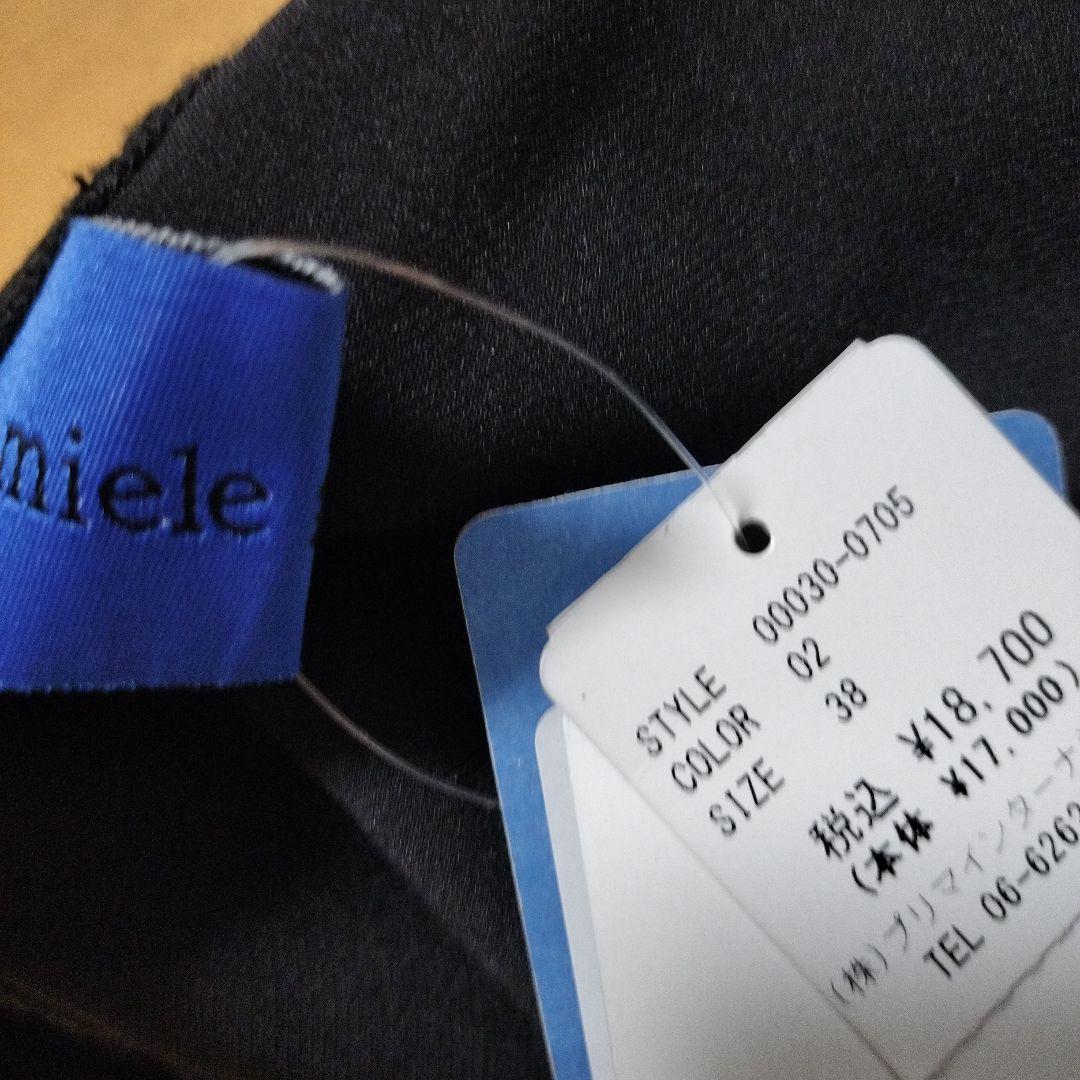 miele
STYLE 00030-0705
COLOR 02
SIZE 38
税込 ¥18,700
(本体 ¥17,000)
(株)プリマインターナ
TEL 06-6263